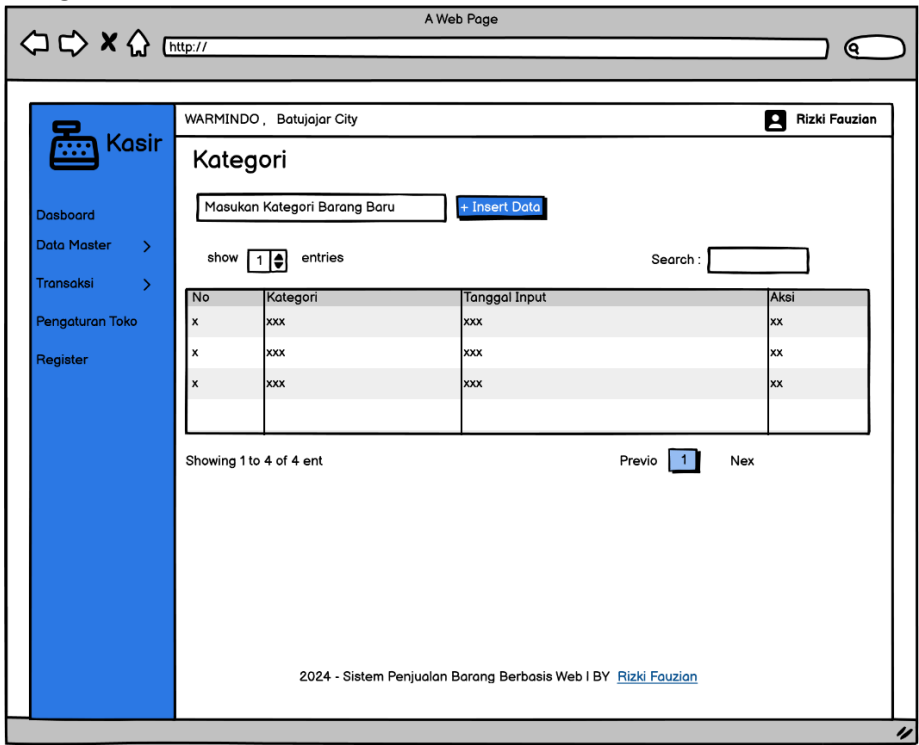 A Web Page
http://
Kasir
WARMINDO , Batujajar City
Rizki Fauzian
Kategori
Masukan Kategori Barang Baru
+ Insert Data
Dasboard
Data Master
Transaksi
Pengaturan Toko
Register
show 1 entries
Search :
No Kategori Tanggal Input Aksi
x xxx xxx xx
x xxx xxx xx
x xxx xxx xx
Showing 1 to 4 of 4 ent
Previo 1 Nex
2024 - Sistem Penjualan Barang Berbasis Web I BY Rizki Fauzian